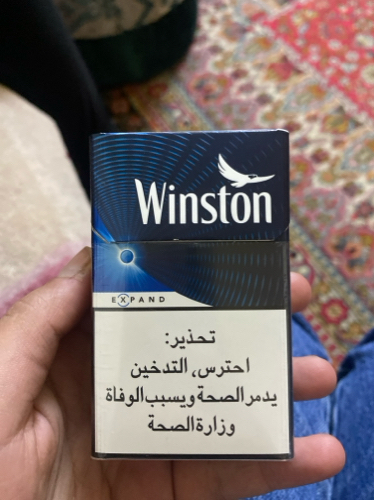 Winston
EXPAND
تحذير:
احترس، التدخين
يدمر الصحة ويسبب الوفاة
وزارة الصحة